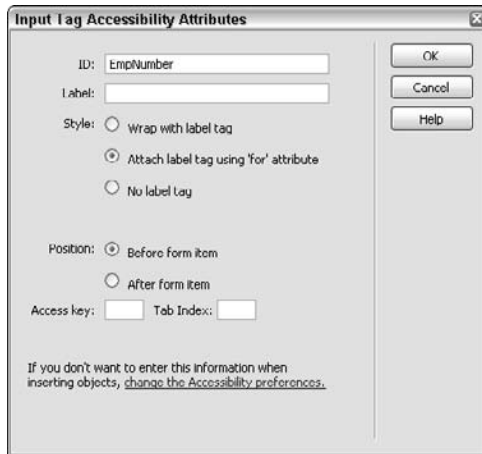 Input Tag Accessibility Attributes
ID: EmpNumber
OK
Label:
Cancel
Style: Wrap with label tag
Help
Attach label tag using 'for' attribute
No label tag
Position: Before form item
After form item
Access key: Tab Index:
If you don't want to enter this information when
inserting objects, change the Accessibility preferences.